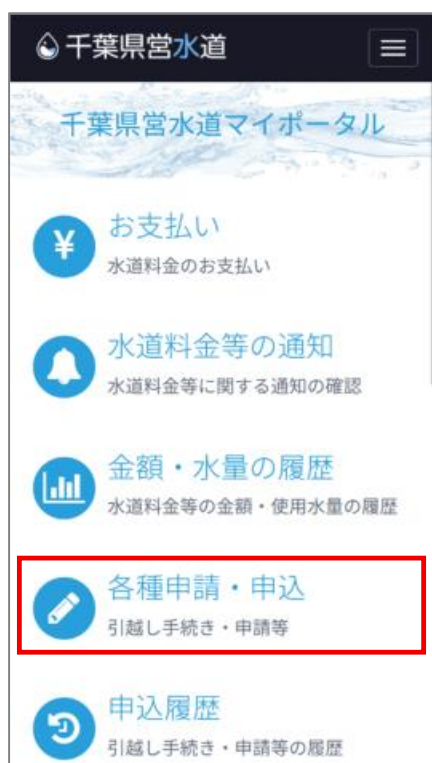 千葉県営水道
千葉県営水道マイポータル
お支払い
水道料金のお支払い
水道料金等の通知
水道料金等に関する通知の確認
金額・水量の履歴
水道料金等の金額・使用水量の履歴
各種申請・申込
引越し手続き・申請等
申込履歴
引越し手続き・申請等の履歴